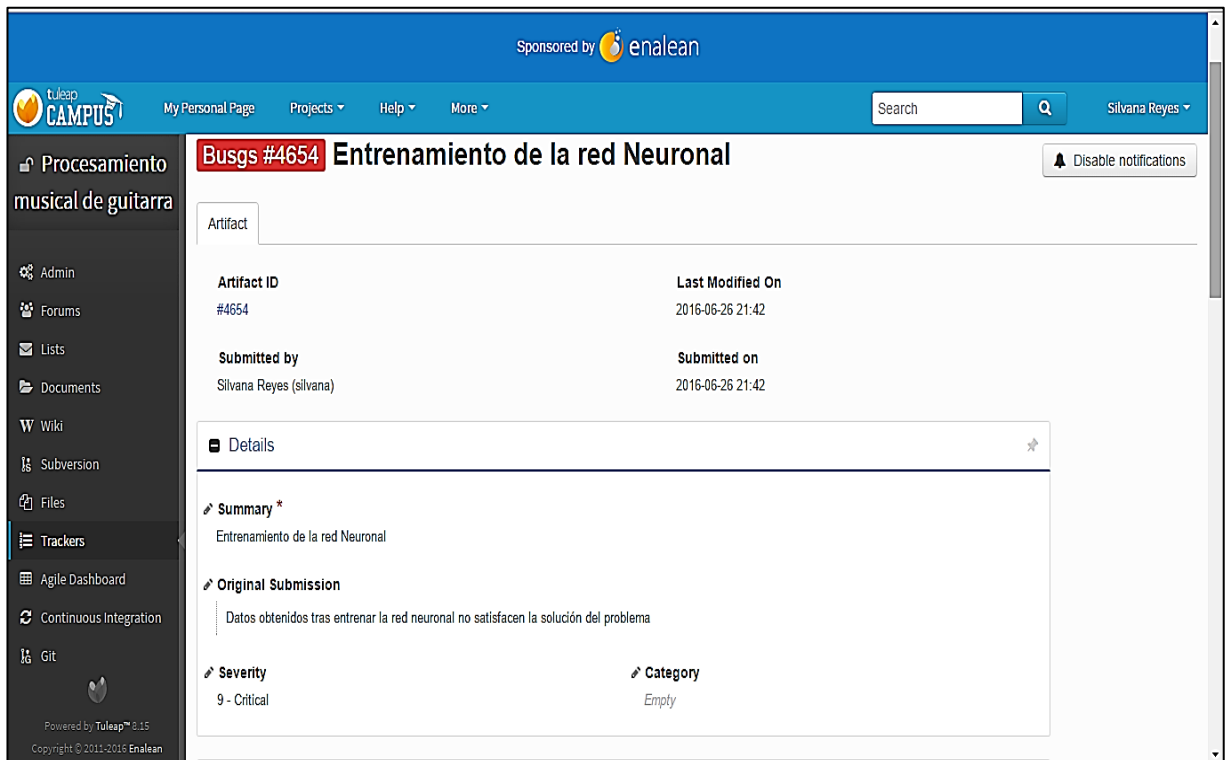 Sponsored by enalean
tuleap
CAMPUS
My Personal Page Projects Help More Search Silvana Reyes
Procesamiento
musical de guitarra
Admin
Forums
Lists
Documents
W Wiki
Subversion
Files
Trackers
Agile Dashboard
Continuous Integration
Git
Powered by Tuleap™ 8.15
Copyright © 2011-2016 Enalean
Busgs #4654 Entrenamiento de la red Neuronal
Disable notifications
Artifact
Artifact ID Last Modified On
#4654 2016-06-26 21:42
Submitted by Submitted on
Silvana Reyes (silvana) 2016-06-26 21:42
Details
Summary *
Entrenamiento de la red Neuronal
Original Submission
Datos obtenidos tras entrenar la red neuronal no satisfacen la solución del problema
Severity Category
9 - Critical Empty